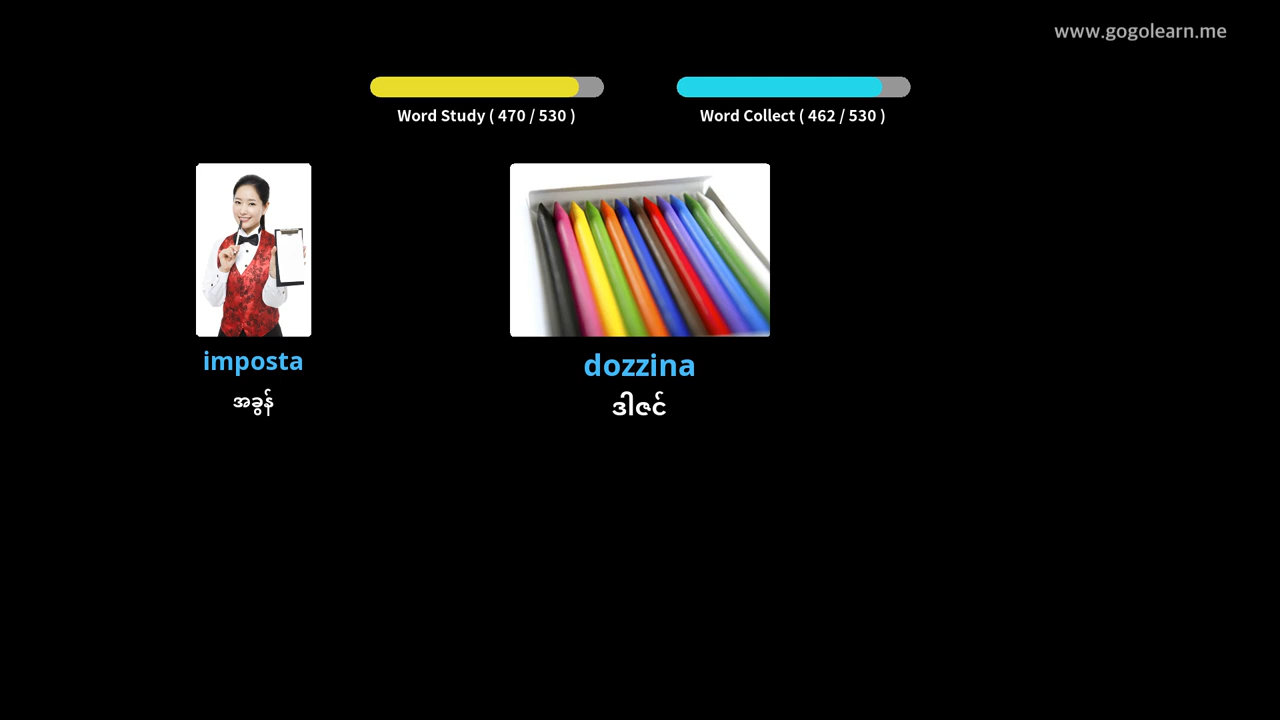 www.gogolearn.me
Word Study ( 470 / 530 )
Word Collect ( 462 / 530 )
imposta
အခွန်
dozzina
ဒါဇင်